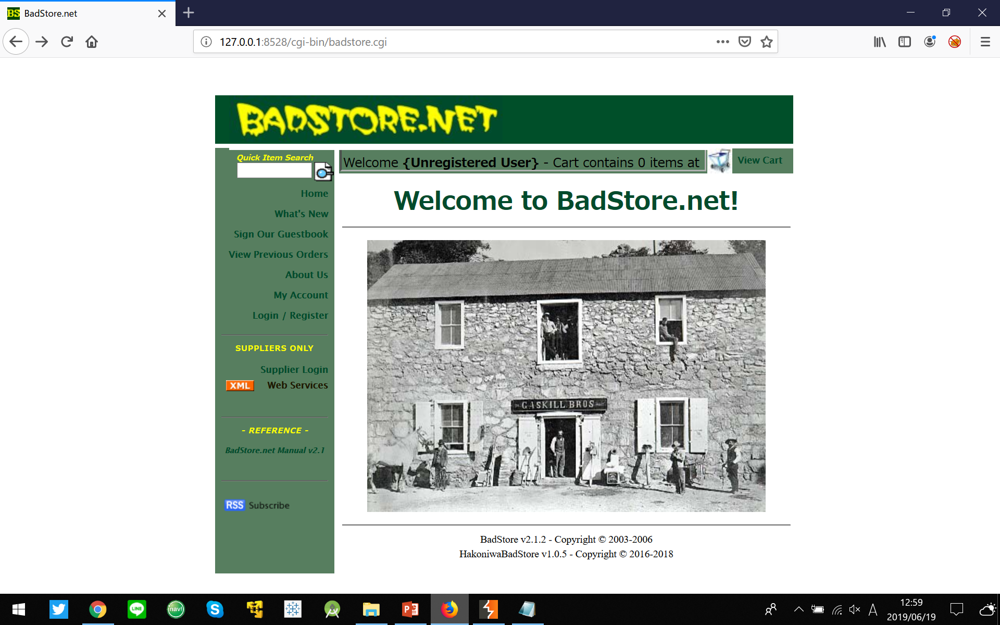 BS BadStore.net
127.0.0.1:8528/cgi-bin/badstore.cgi
BADSTORE.NET
Quick Item Search
Welcome {Unregistered User} - Cart contains 0 items at
View Cart
Home
What's New
Sign Our Guestbook
View Previous Orders
About Us
My Account
Login / Register
SUPPLIERS ONLY
Supplier Login
XML Web Services
- REFERENCE -
BadStore.net Manual v2.1
RSS Subscribe
Welcome to BadStore.net!
GASKILL BROS
BadStore v2.1.2 - Copyright © 2003-2006
HakoniwaBadStore v1.0.5 - Copyright © 2016-2018
LINE
nav!
A
12:59
2019/06/19